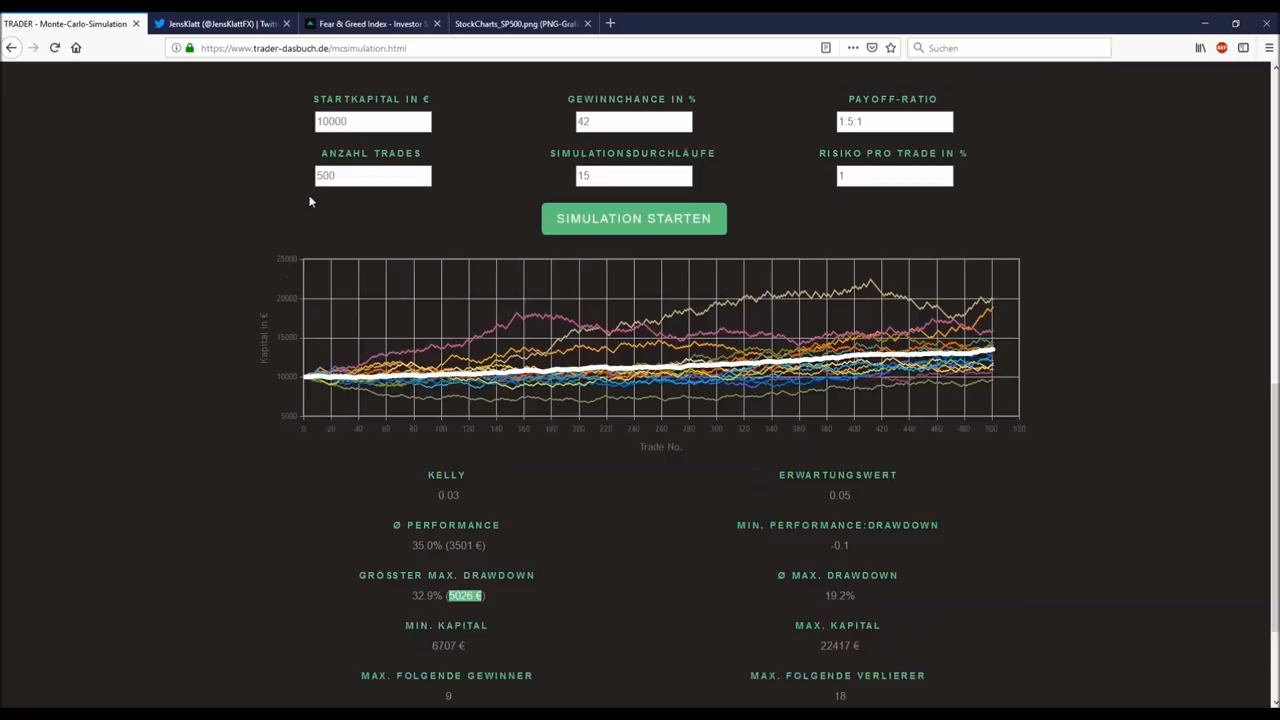 TRADER - Monte-Carlo-Simulation
JensKlatt (@JensKlattFX) | Twitt
Fear & Greed Index - Investor S
StockCharts_SP500.png (PNG-Graf
https://www.trader-dasbuch.de/mcsimulation.html
Suchen
STARTKAPITAL IN € GEWINNCHANCE IN % PAYOFF-RATIO
10000 42 1.5:1
ANZAHL TRADES SIMULATIONSDURCHLÄUFE RISIKO PRO TRADE IN %
500 15 1
SIMULATION STARTEN
25000
20000
15000
10000
5000
Kapital in €
0 20 40 60 80 100 120 140 160 180 200 220 240 260 280 300 320 340 360 380 400 420 440 460 480 500 520
Trade No.
KELLY ERWARTUNGSWERT
0.03 0.05
Ø PERFORMANCE MIN. PERFORMANCE:DRAWDOWN
35.0% (3501 €) -0.1
GRÖSSTER MAX. DRAWDOWN Ø MAX. DRAWDOWN
32.9% (5026 €) 19.2%
MIN. KAPITAL MAX. KAPITAL
6707 € 22417 €
MAX. FOLGENDE GEWINNER MAX. FOLGENDE VERLIERER
9 18